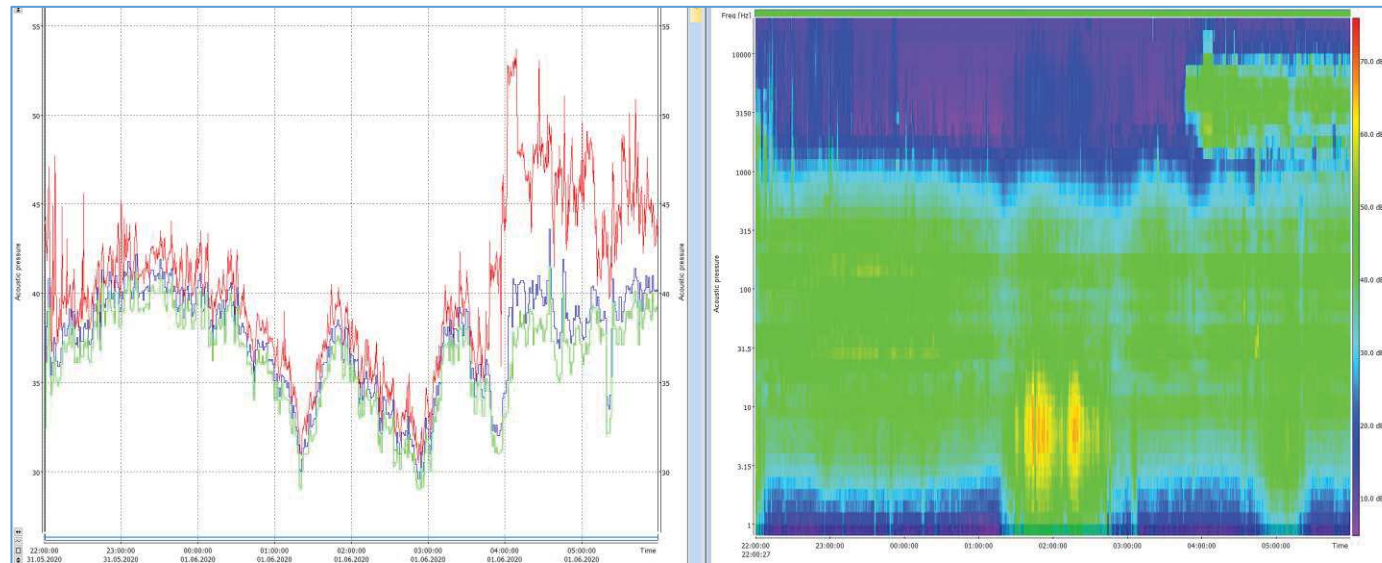 55
50
45
40
35
30
Acoustic pressure
Acoustic pressure
22:00:00 23:00:00 00:00:00 01:00:00 02:00:00 03:00:00 04:00:00 05:00:00 Time
31.05.2020 31.05.2020 01.06.2020 01.06.2020 01.06.2020 01.06.2020 01.06.2020 01.06.2020
55
50
45
40
35
30
Freq [Hz]
10000
3150
1000
315
100
31.5
10
3.15
1
Acoustic pressure
70.0 dB
60.0 dB
50.0 dB
40.0 dB
30.0 dB
20.0 dB
10.0 dB
22:00:00 23:00:00 00:00:00 01:00:00 02:00:00 03:00:00 04:00:00 05:00:00 Time
22:00:27